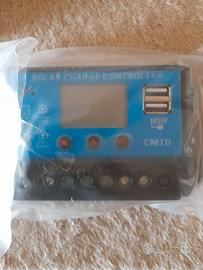 SOLAR CHARGE CONTROLLER
USB
CMTD